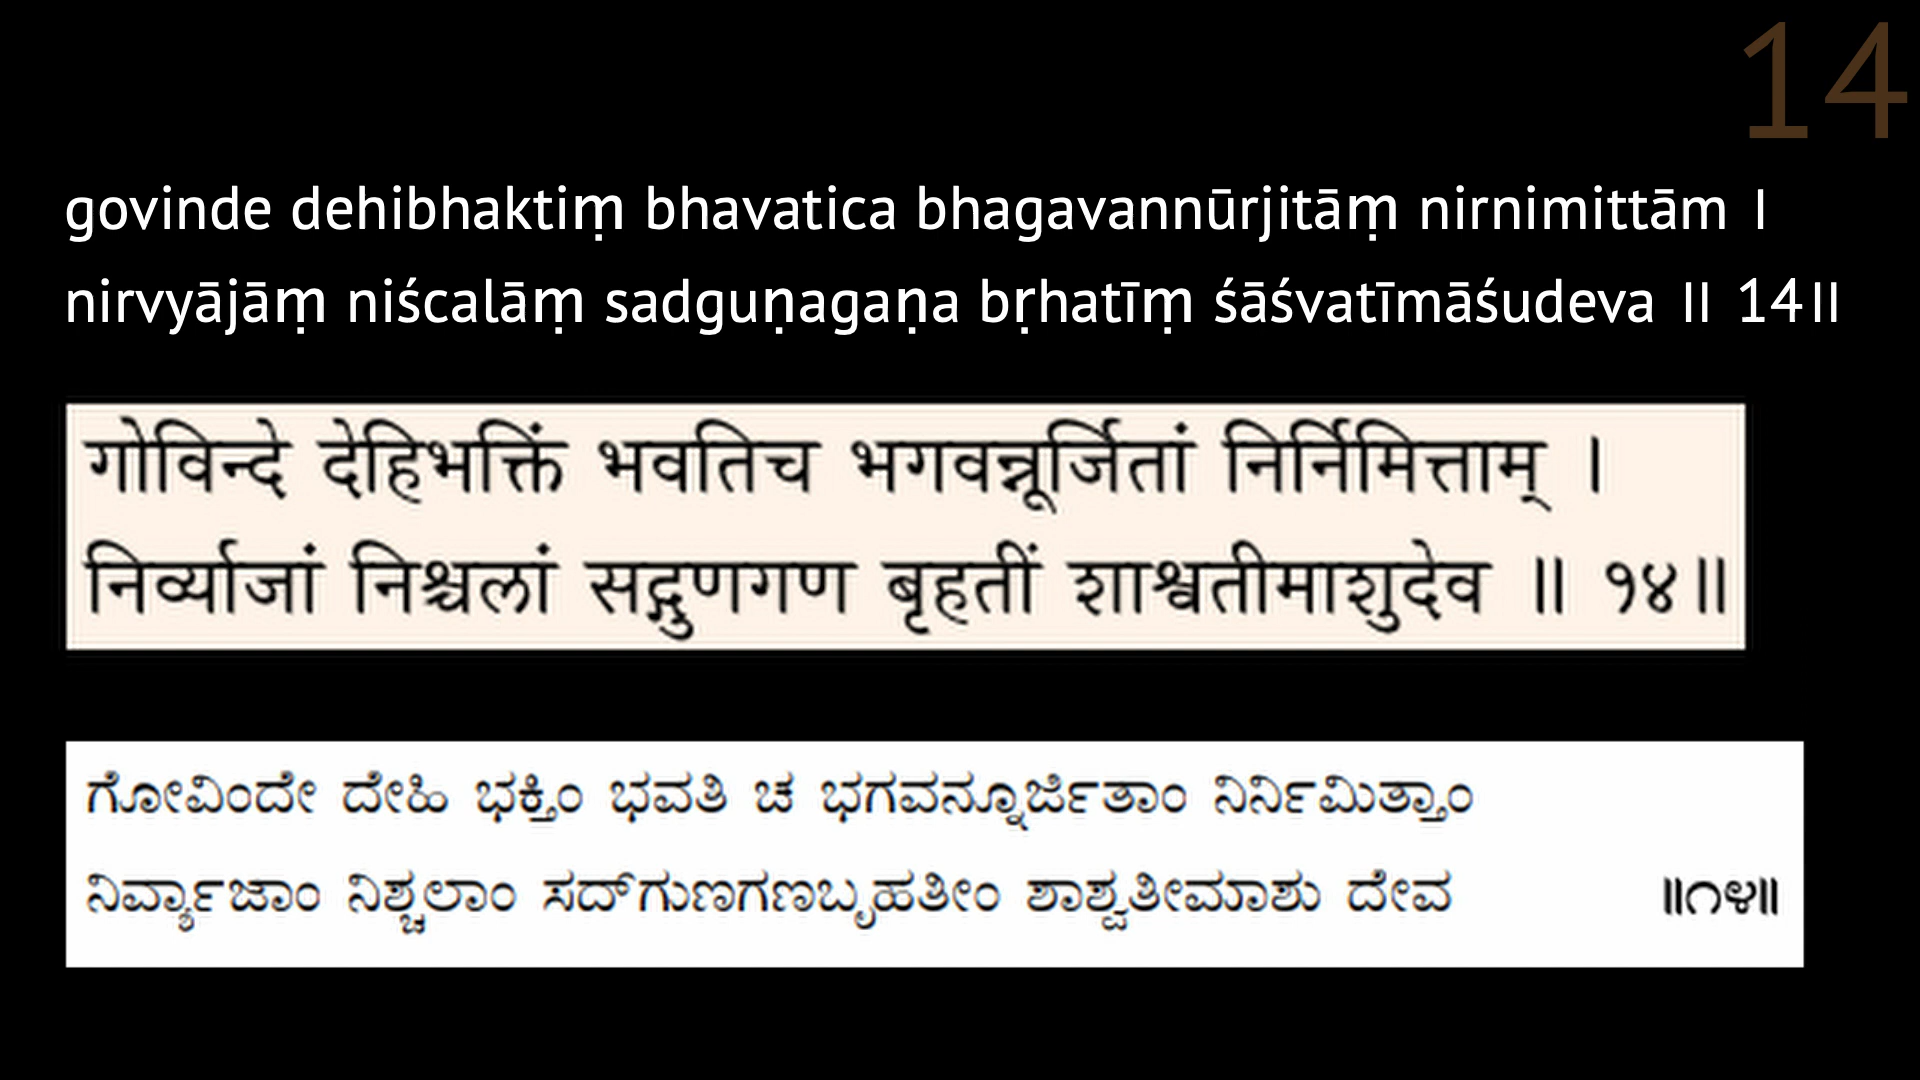 14
govinde dehibhaktiṃ bhavatica bhagavannūrjitāṃ nirnimittām ।
nirvyājāṃ niścalāṃ sadguṇagaṇa bṛhatīṃ śāśvatīmāśudeva ॥ 14॥
गोविन्दे देहिभक्तिं भवतिच भगवन्नूर्जितां निर्निमित्ताम् ।
निर्व्याजां निश्चलां सद्गुणगण बृहतीं शाश्वतीमाशुदेव ॥ १४॥
ಗೋವಿಂದೇ ದೇಹಿ ಭಕ್ತಿಂ ಭವತಿ ಚ ಭಗವನ್ನೂರ್ಜಿತಾಂ ನಿರ್ನಿಮಿತ್ತಾಂ
ನಿರ್ವ್ಯಾಜಾಂ ನಿಶ್ಚಲಾಂ ಸದ್‌ಗುಣಗಣಬೃಹತೀಂ ಶಾಶ್ವತೀಮಾಶು ದೇವ ॥೧೪॥